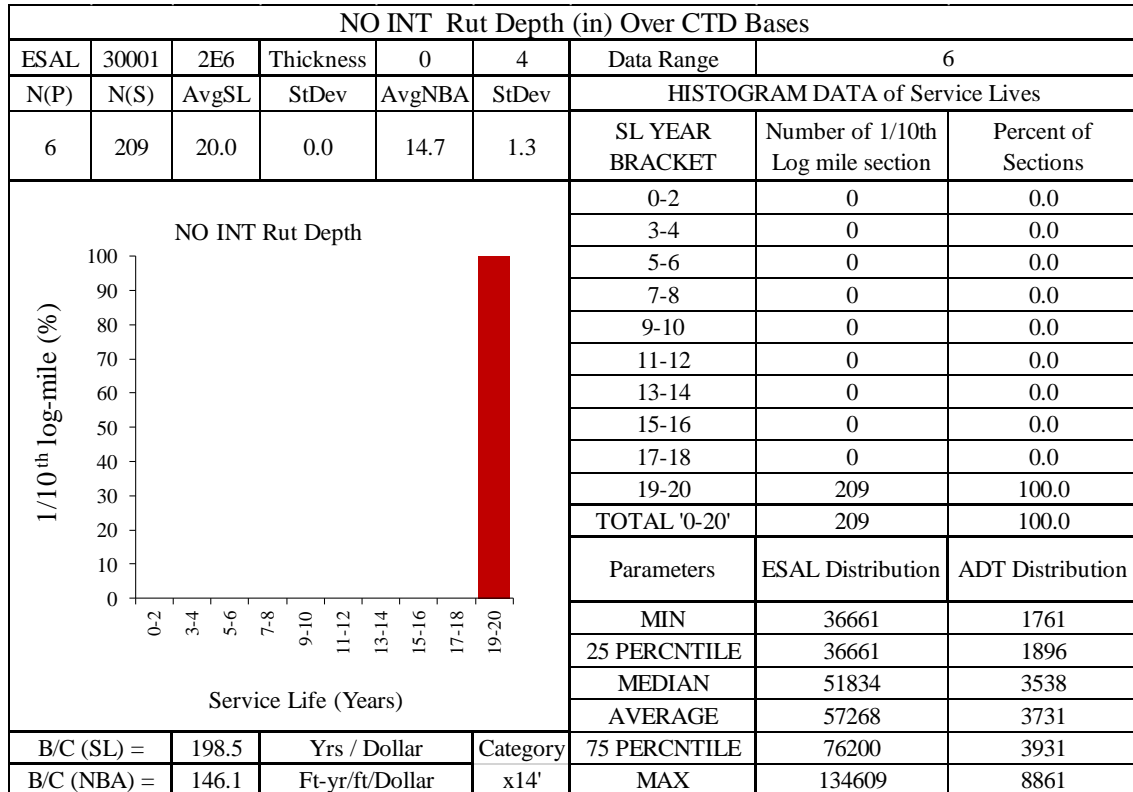 NO INT Rut Depth (in) Over CTD Bases
ESAL 30001 2E6 Thickness 0 4 Data Range 6
N(P) N(S) AvgSL StDev AvgNBA StDev HISTOGRAM DATA of Service Lives
6 209 20.0 0.0 14.7 1.3
SL YEAR BRACKET Number of 1/10th Log mile section Percent of Sections
0-2 0 0.0
3-4 0 0.0
5-6 0 0.0
7-8 0 0.0
9-10 0 0.0
11-12 0 0.0
13-14 0 0.0
15-16 0 0.0
17-18 0 0.0
19-20 209 100.0
TOTAL '0-20' 209 100.0
Parameters ESAL Distribution ADT Distribution
MIN 36661 1761
25 PERCNTILE 36661 1896
MEDIAN 51834 3538
AVERAGE 57268 3731
75 PERCNTILE 76200 3931
MAX 134609 8861
NO INT Rut Depth
1/10 th log-mile (%)
100
90
80
70
60
50
40
30
20
10
0
0-2 3-4 5-6 7-8 9-10 11-12 13-14 15-16 17-18 19-20
Service Life (Years)
B/C (SL) = 198.5 Yrs / Dollar Category
B/C (NBA) = 146.1 Ft-yr/ft/Dollar x14'